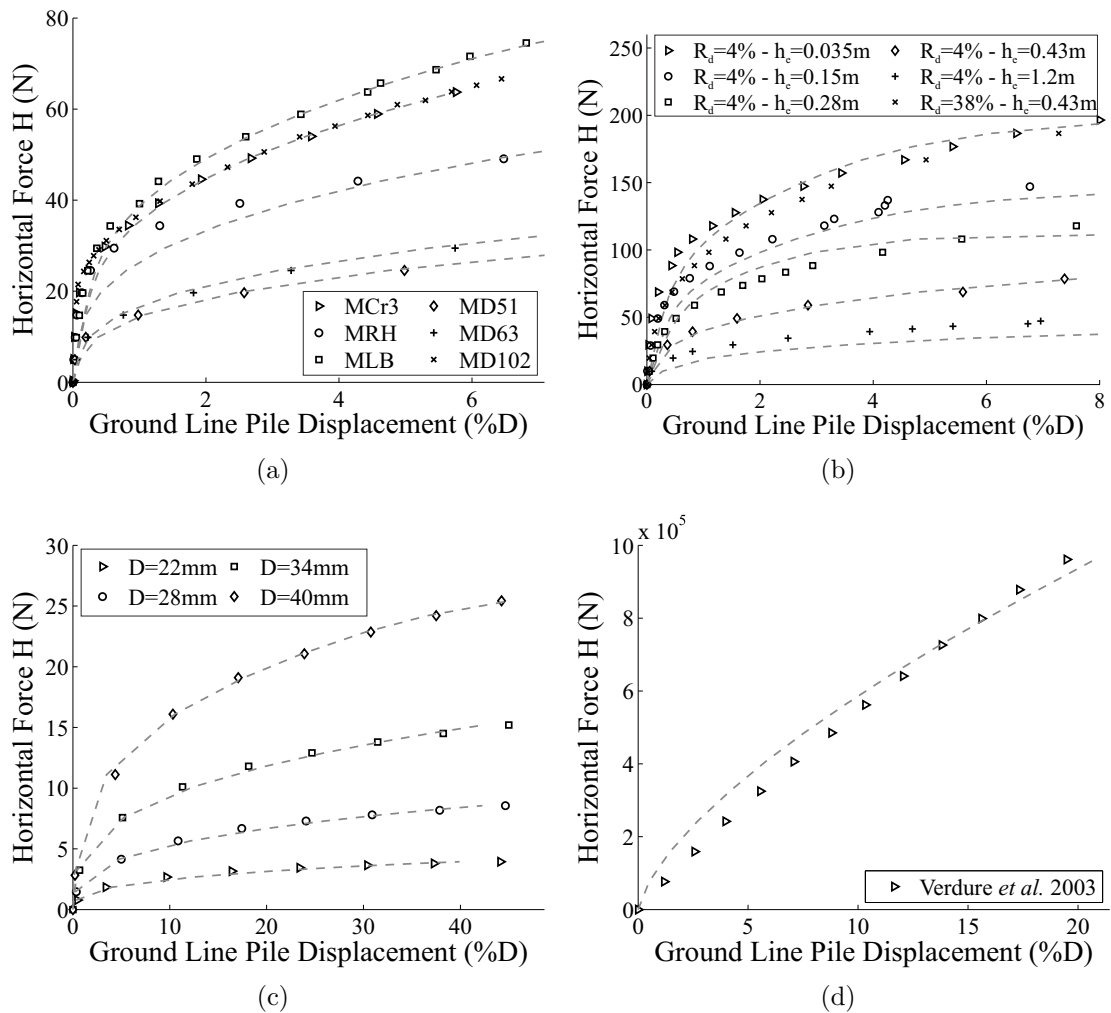 80
60
40
20
0
0
2
4
6
Horizontal Force H (N)
Ground Line Pile Displacement (%D)
MCr3
MRH
MLB
MD51
MD63
MD102
(a)
250
200
150
100
50
0
0
2
4
6
8
Horizontal Force H (N)
Ground Line Pile Displacement (%D)
R_d=4% - h_e=0.035m
R_d=4% - h_e=0.15m
R_d=4% - h_e=0.28m
R_d=4% - h_e=0.43m
R_d=4% - h_e=1.2m
R_d=38% - h_e=0.43m
(b)
30
25
20
15
10
5
0
0
10
20
30
40
Horizontal Force H (N)
Ground Line Pile Displacement (%D)
D=22mm
D=28mm
D=34mm
D=40mm
(c)
x 10^5
10
8
6
4
2
0
0
5
10
15
20
Horizontal Force H (N)
Ground Line Pile Displacement (%D)
Verdure et al. 2003
(d)